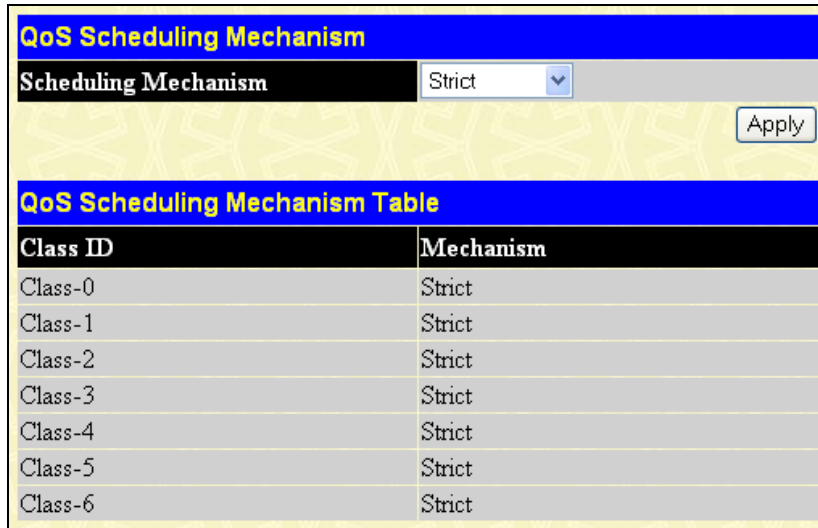 QoS Scheduling Mechanism
Scheduling Mechanism Strict
Apply
QoS Scheduling Mechanism Table
Class ID Mechanism
Class-0 Strict
Class-1 Strict
Class-2 Strict
Class-3 Strict
Class-4 Strict
Class-5 Strict
Class-6 Strict